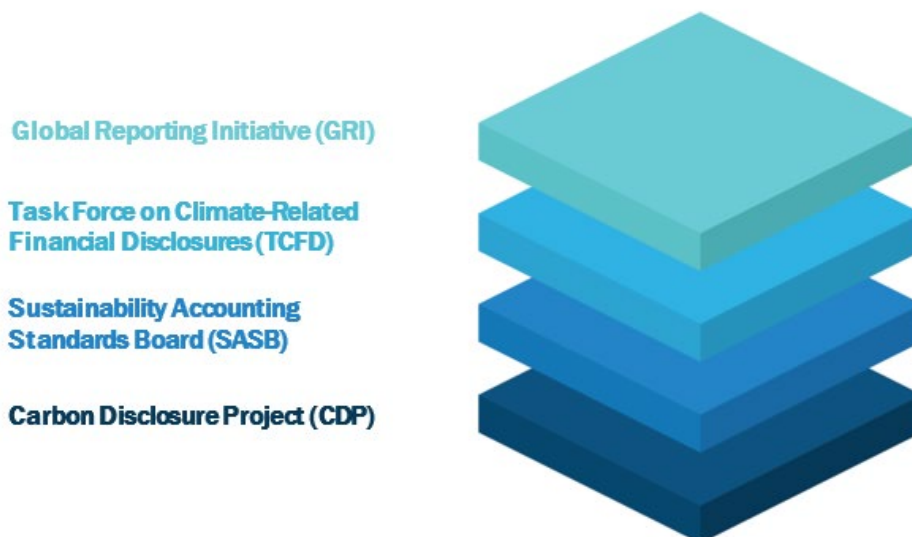 Global Reporting Initiative (GRI)
Task Force on Climate-Related
Financial Disclosures (TCFD)
Sustainability Accounting
Standards Board (SASB)
Carbon Disclosure Project (CDP)